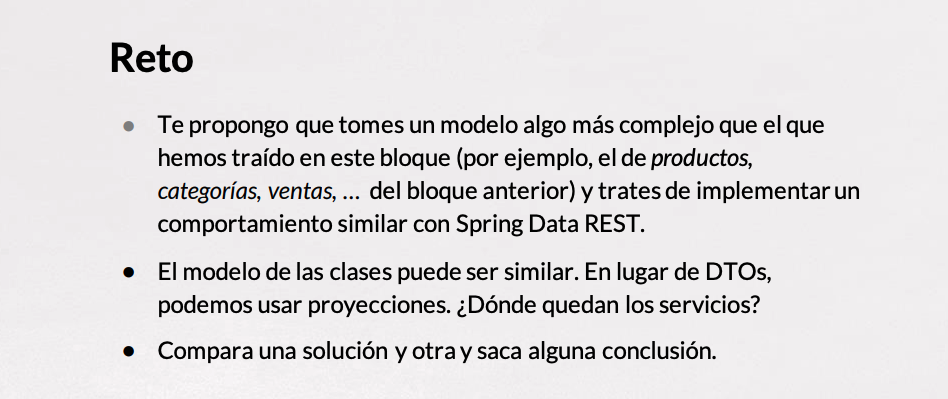 Reto
● Te propongo que tomes un modelo algo más complejo que el que
hemos traído en este bloque (por ejemplo, el de productos,
categorías, ventas, … del bloque anterior) y trates de implementar un
comportamiento similar con Spring Data REST.
● El modelo de las clases puede ser similar. En lugar de DTOs,
podemos usar proyecciones. ¿Dónde quedan los servicios?
● Compara una solución y otra y saca alguna conclusión.